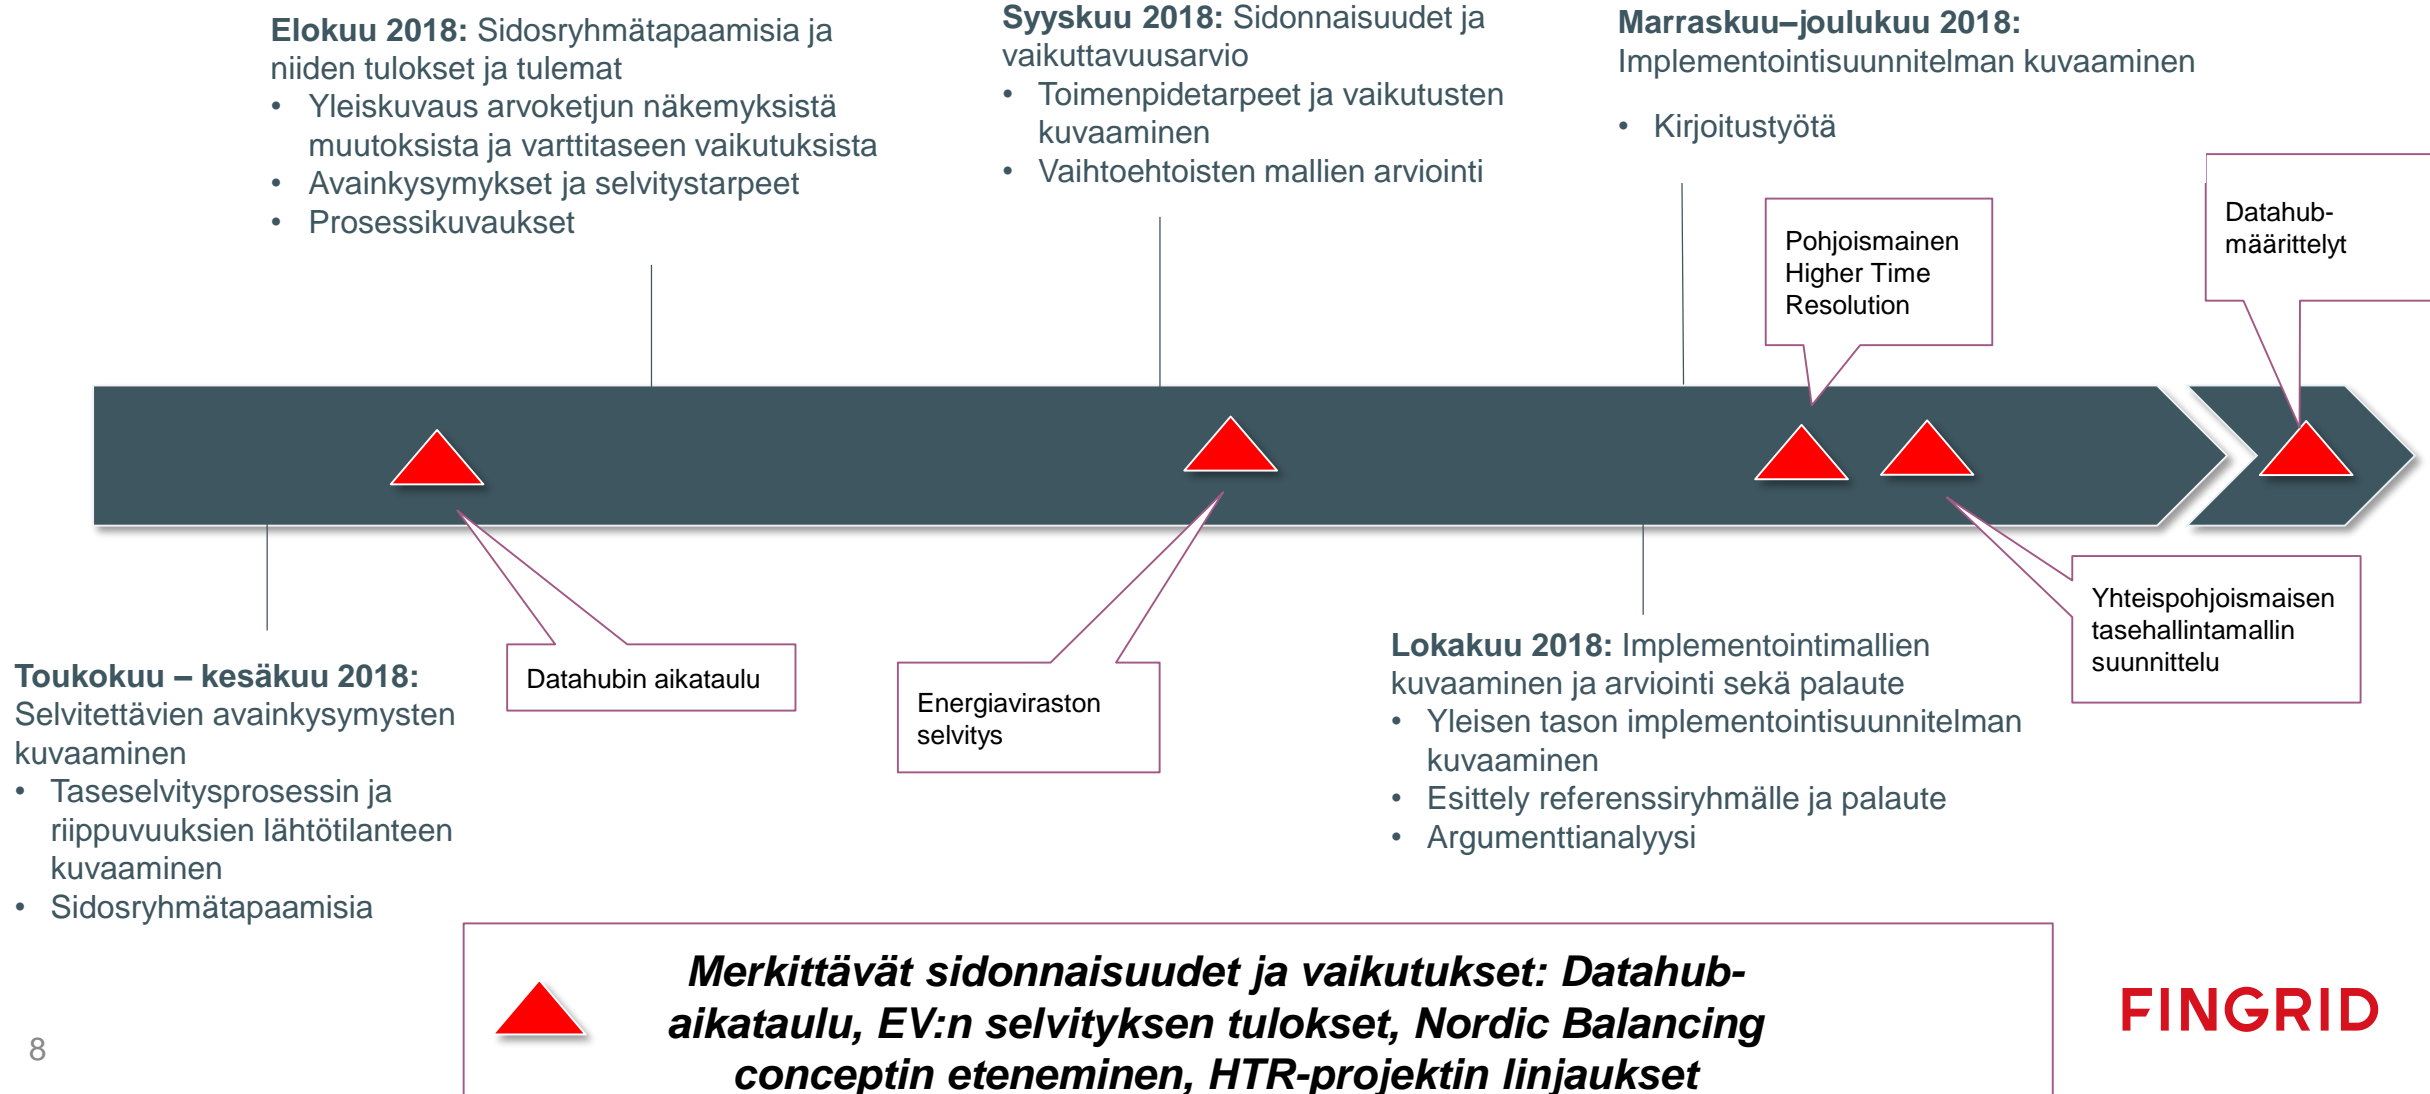 Elokuu 2018: Sidosryhmätapaamisia ja
niiden tulokset ja tulemat
• Yleiskuvaus arvoketjun näkemyksistä
muutoksista ja varttitaseen vaikutuksista
• Avainkysymykset ja selvitystarpeet
• Prosessikuvaukset
Syyskuu 2018: Sidonnaisuudet ja
vaikuttavuusarvio
• Toimenpidetarpeet ja vaikutusten
kuvaaminen
• Vaihtoehtoisten mallien arviointi
Marraskuu–joulukuu 2018:
Implementointisuunnitelman kuvaaminen
• Kirjoitustyötä
Pohjoismainen
Higher Time
Resolution
Datahub-
määrittelyt
Toukokuu – kesäkuu 2018:
Selvitettävien avainkysymysten
kuvaaminen
• Taseselvitysprosessin ja
riippuvuuksien lähtötilanteen
kuvaaminen
• Sidosryhmätapaamisia
Datahubin aikataulu
Energiaviraston
selvitys
Lokakuu 2018: Implementointimallien
kuvaaminen ja arviointi sekä palaute
• Yleisen tason implementointisuunnitelman
kuvaaminen
• Esittely referenssiryhmälle ja palaute
• Argumenttianalyysi
Yhteispohjoismaisen
tasehallintamallin
suunnittelu
Merkittävät sidonnaisuudet ja vaikutukset: Datahub-
aikataulu, EV:n selvityksen tulokset, Nordic Balancing
conceptin eteneminen, HTR-projektin linjaukset
FINGRID
8